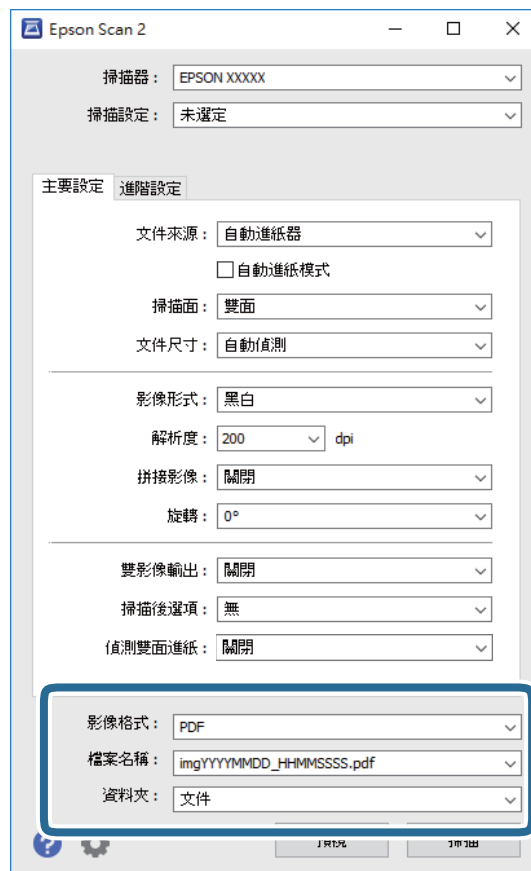 Epson Scan 2
掃描器： EPSON XXXXX
掃描設定： 未選定
主要設定 進階設定
文件來源： 自動進紙器
自動進紙模式
掃描面： 雙面
文件尺寸： 自動偵測
影像形式： 黑白
解析度： 200 dpi
拼接影像： 關閉
旋轉： 0°
雙影像輸出： 關閉
掃描後選項： 無
偵測雙面進紙： 關閉
影像格式： PDF
檔案名稱： imgYYYYMMDD_HHMMSSSS.pdf
資料夾： 文件
? 預視 掃描